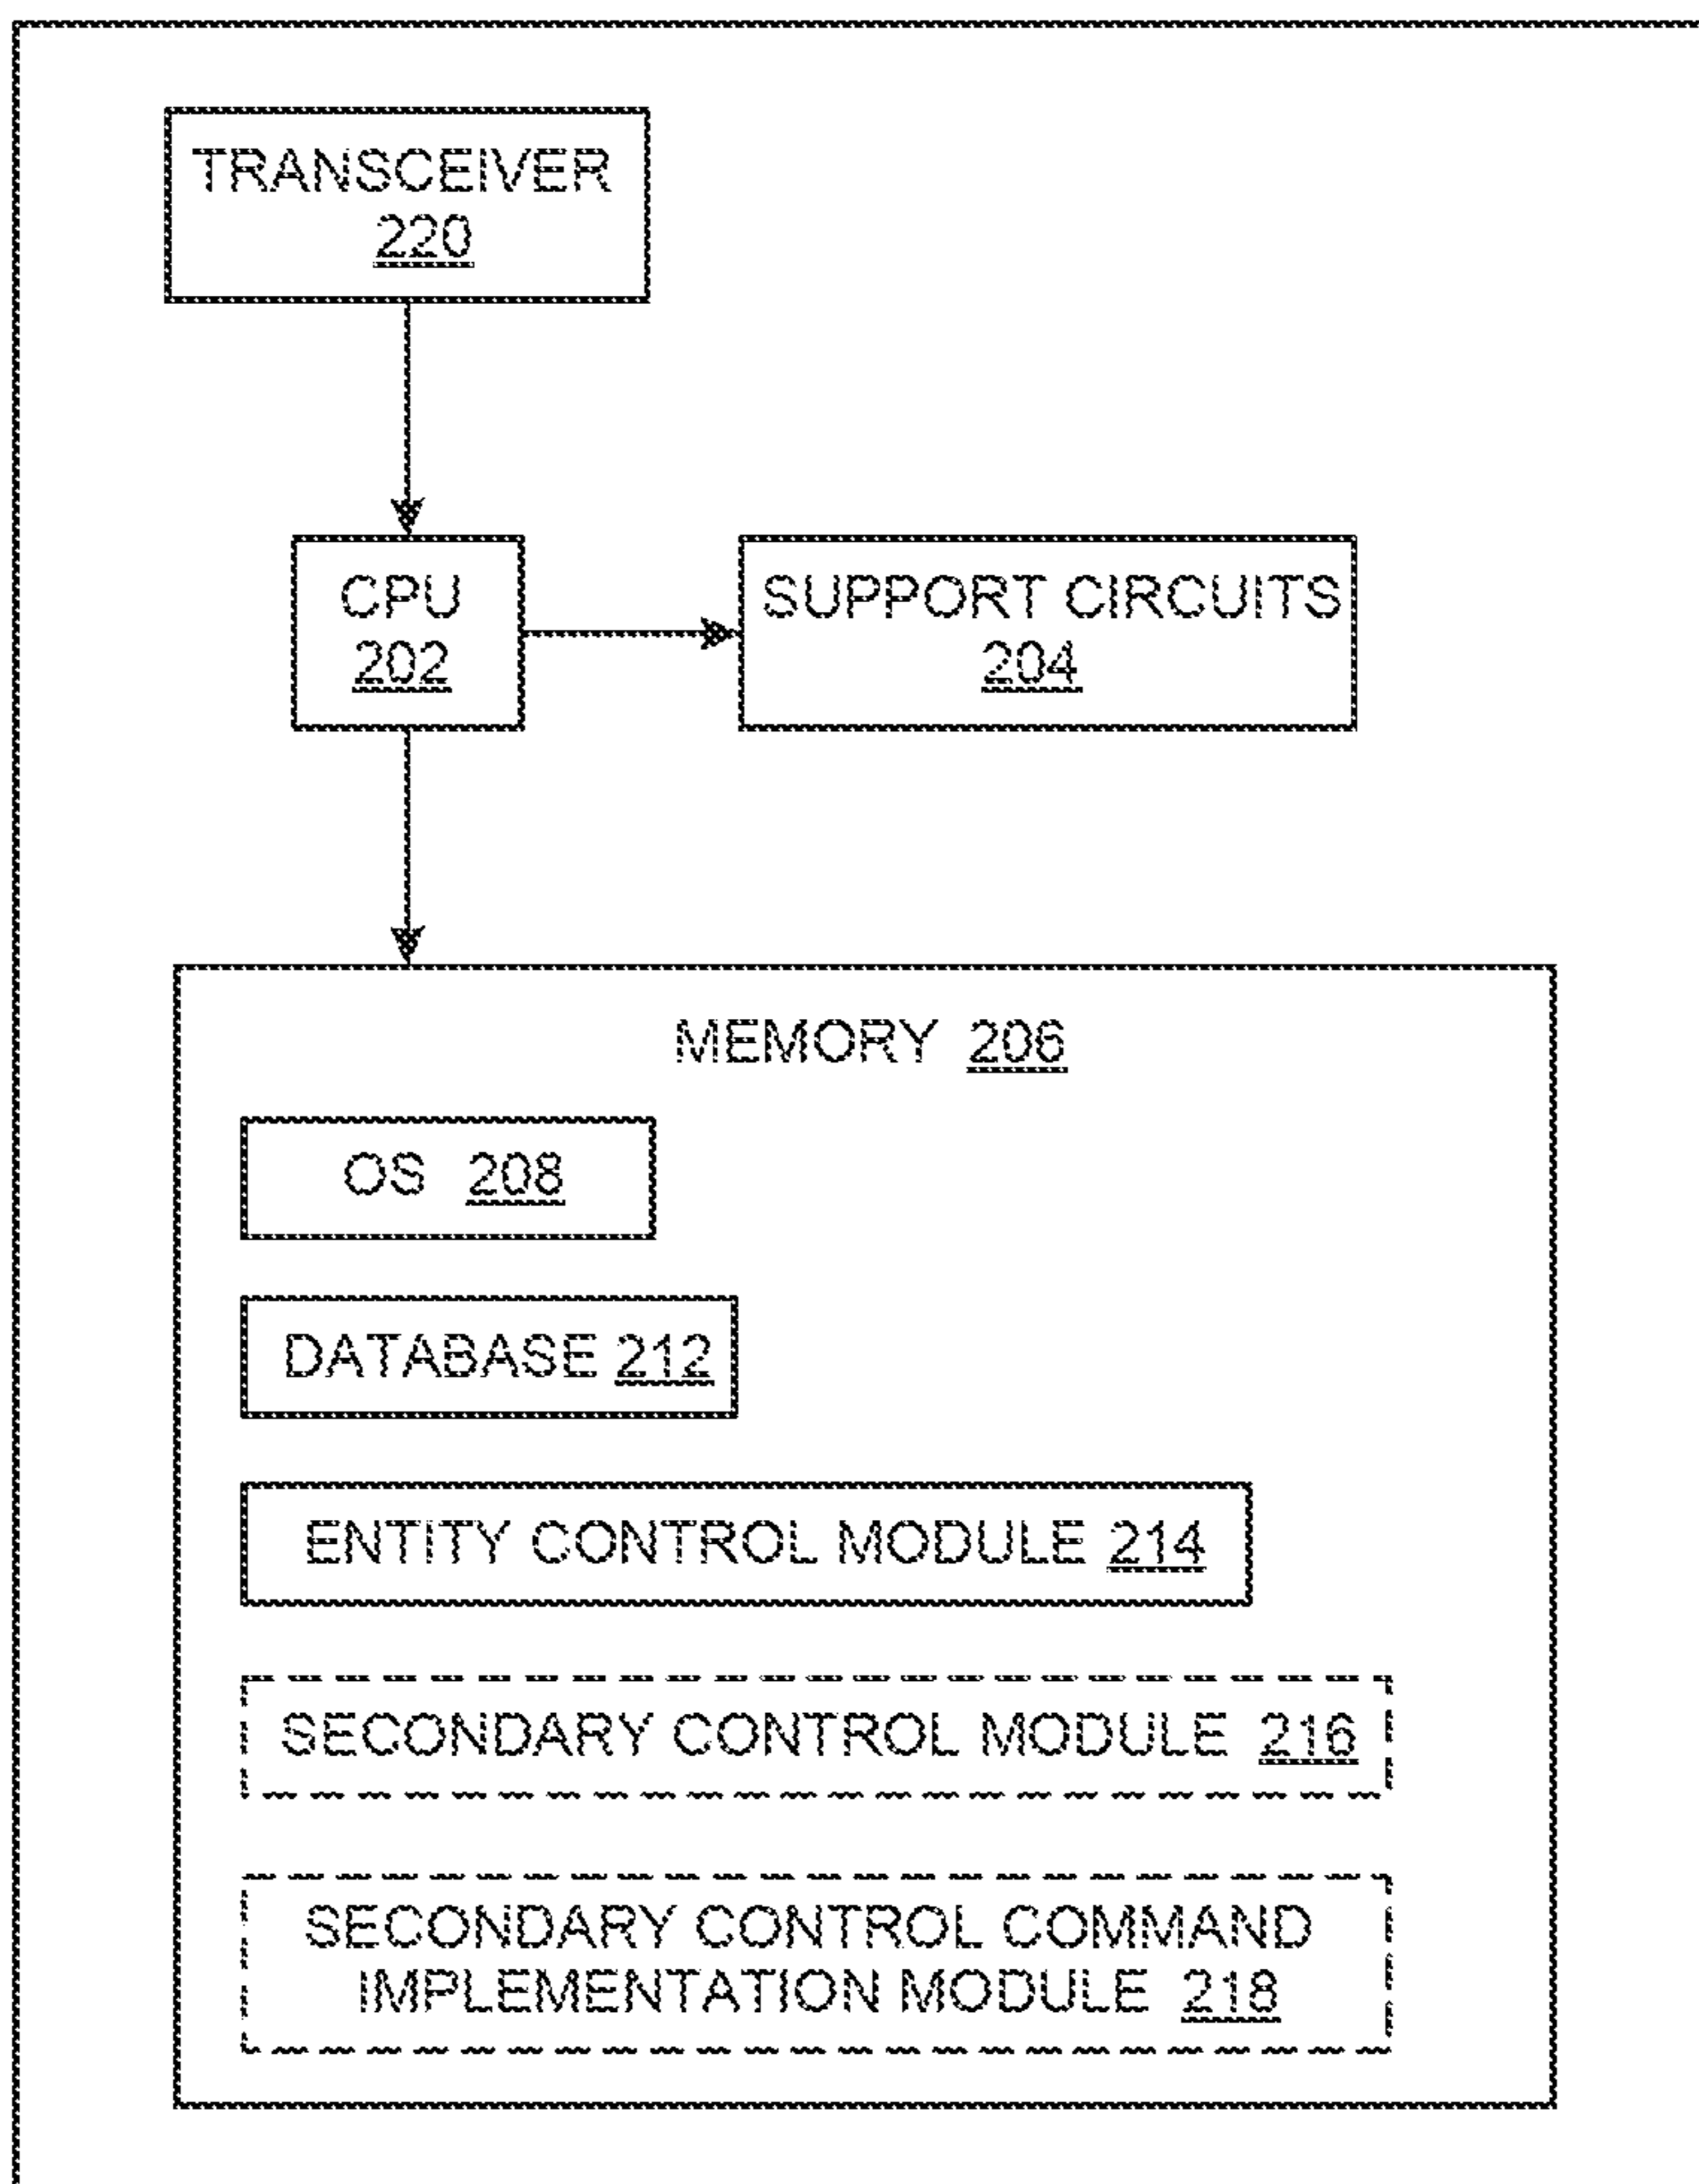 TRANSCEIVER
220
CPU
202
SUPPORT CIRCUITS
204
MEMORY 206
OS 208
DATABASE 212
ENTITY CONTROL MODULE 214
SECONDARY CONTROL MODULE 216
SECONDARY CONTROL COMMAND
IMPLEMENTATION MODULE 218